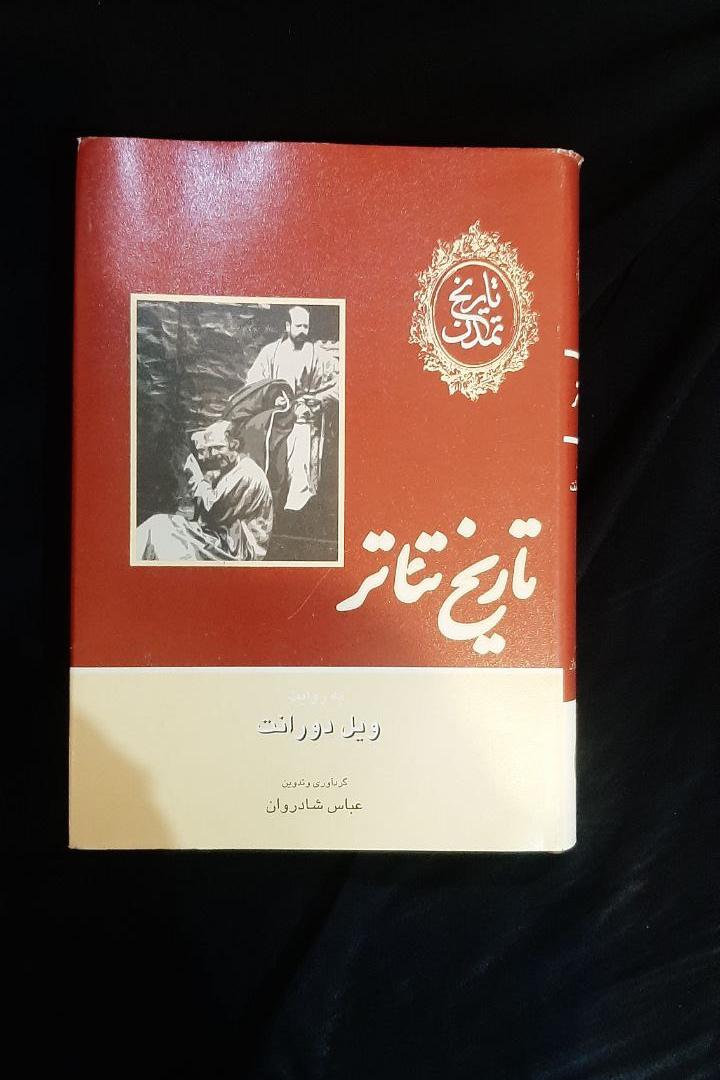 تاریخ
تمدن
تاریخ تئاتر
به روایت
ویل دورانت
گردآوری و تدوین
عباس شادروان